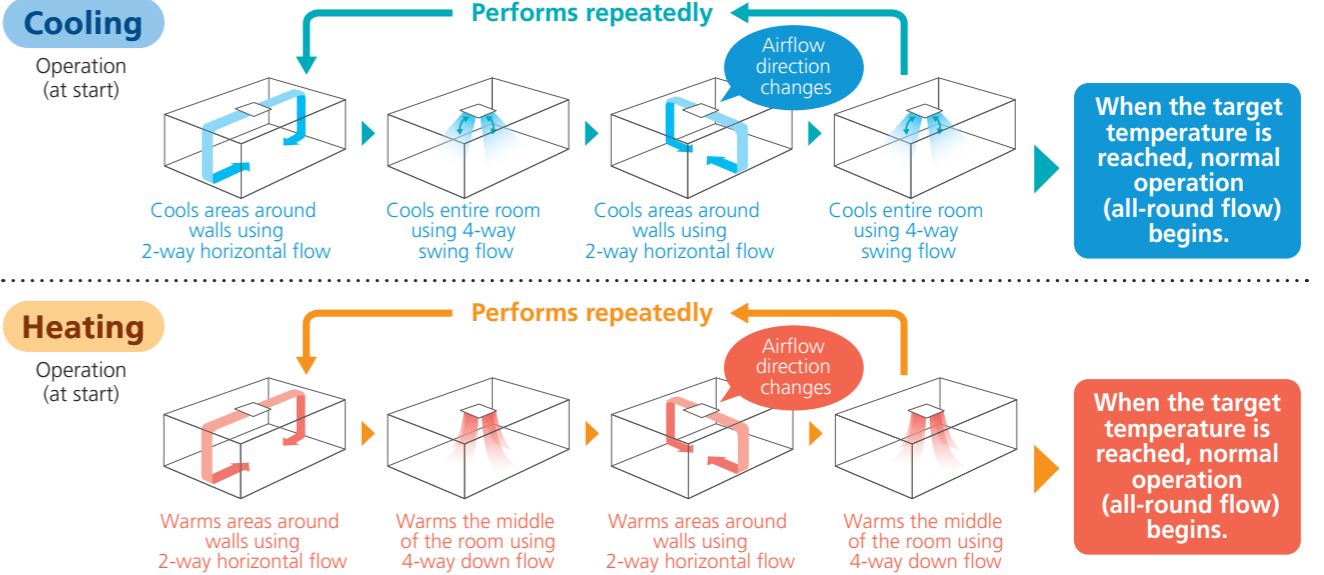 Cooling
Operation
(at start)
Performs repeatedly
Airflow
direction
changes
Cools areas around
walls using
2-way horizontal flow
Cools entire room
using 4-way
swing flow
Cools areas around
walls using
2-way horizontal flow
Cools entire room
using 4-way
swing flow
When the target
temperature is
reached, normal
operation
(all-round flow)
begins.
Heating
Operation
(at start)
Performs repeatedly
Airflow
direction
changes
Warms areas around
walls using
2-way horizontal flow
Warms the middle
of the room using
4-way down flow
Warms areas around
walls using
2-way horizontal flow
Warms the middle
of the room using
4-way down flow
When the target
temperature is
reached, normal
operation
(all-round flow)
begins.